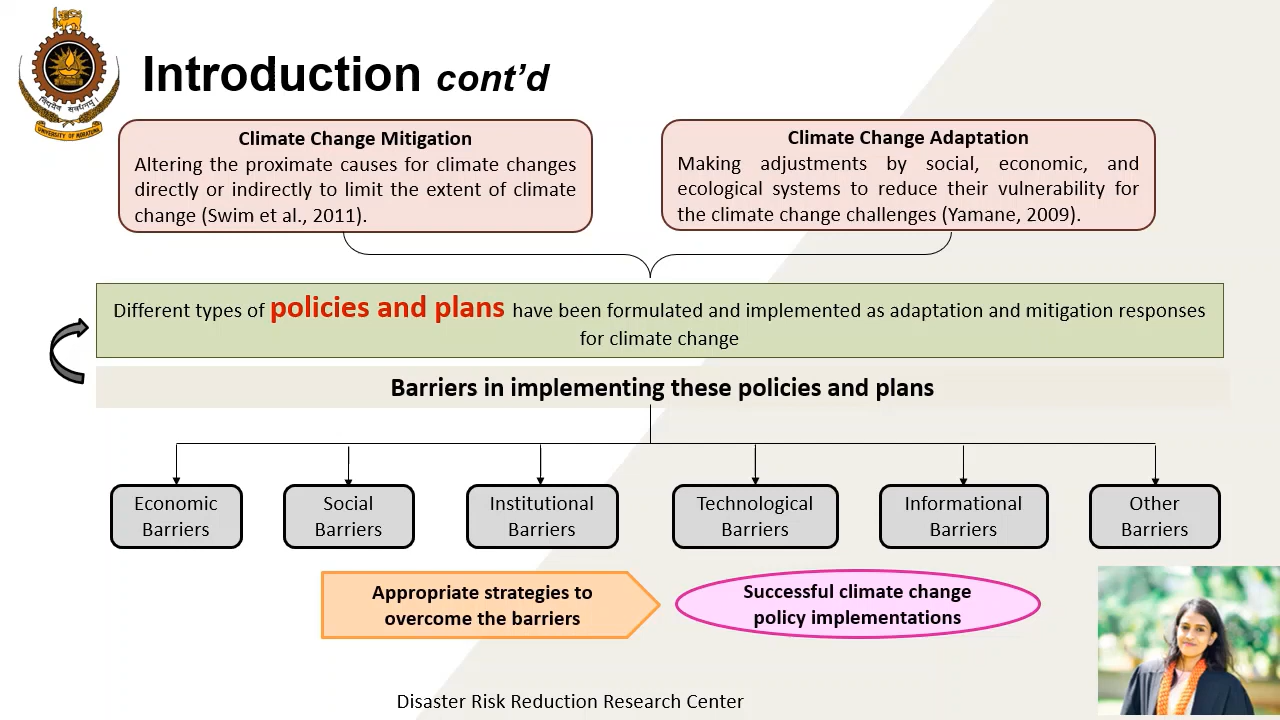 Introduction cont’d
विद्यैव सर्वधनम्
UNIVERSITY OF MORATUWA
Climate Change Mitigation
Altering the proximate causes for climate changes
directly or indirectly to limit the extent of climate
change (Swim et al., 2011).
Climate Change Adaptation
Making adjustments by social, economic, and
ecological systems to reduce their vulnerability for
the climate change challenges (Yamane, 2009).
Different types of policies and plans have been formulated and implemented as adaptation and mitigation responses
for climate change
Barriers in implementing these policies and plans
Economic
Barriers
Social
Barriers
Institutional
Barriers
Technological
Barriers
Informational
Barriers
Other
Barriers
Appropriate strategies to
overcome the barriers
Successful climate change
policy implementations
Disaster Risk Reduction Research Center